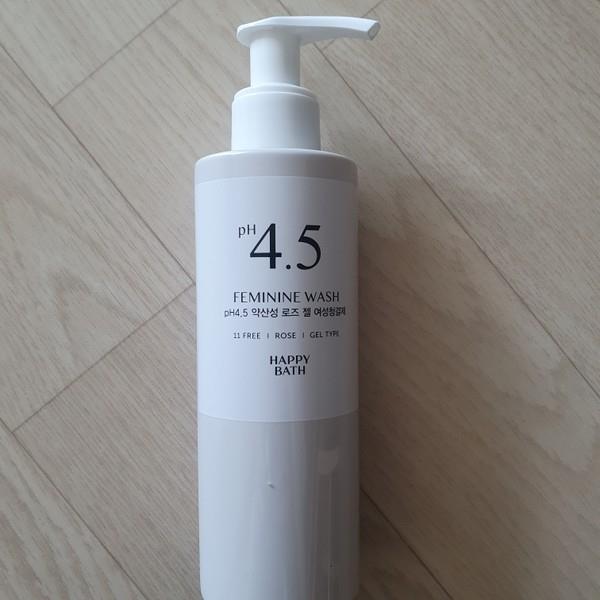 pH 4.5
FEMININE WASH
pH4.5 약산성 로즈 젤 여성청결제
11 FREE I ROSE I GEL TYPE
HAPPY
BATH